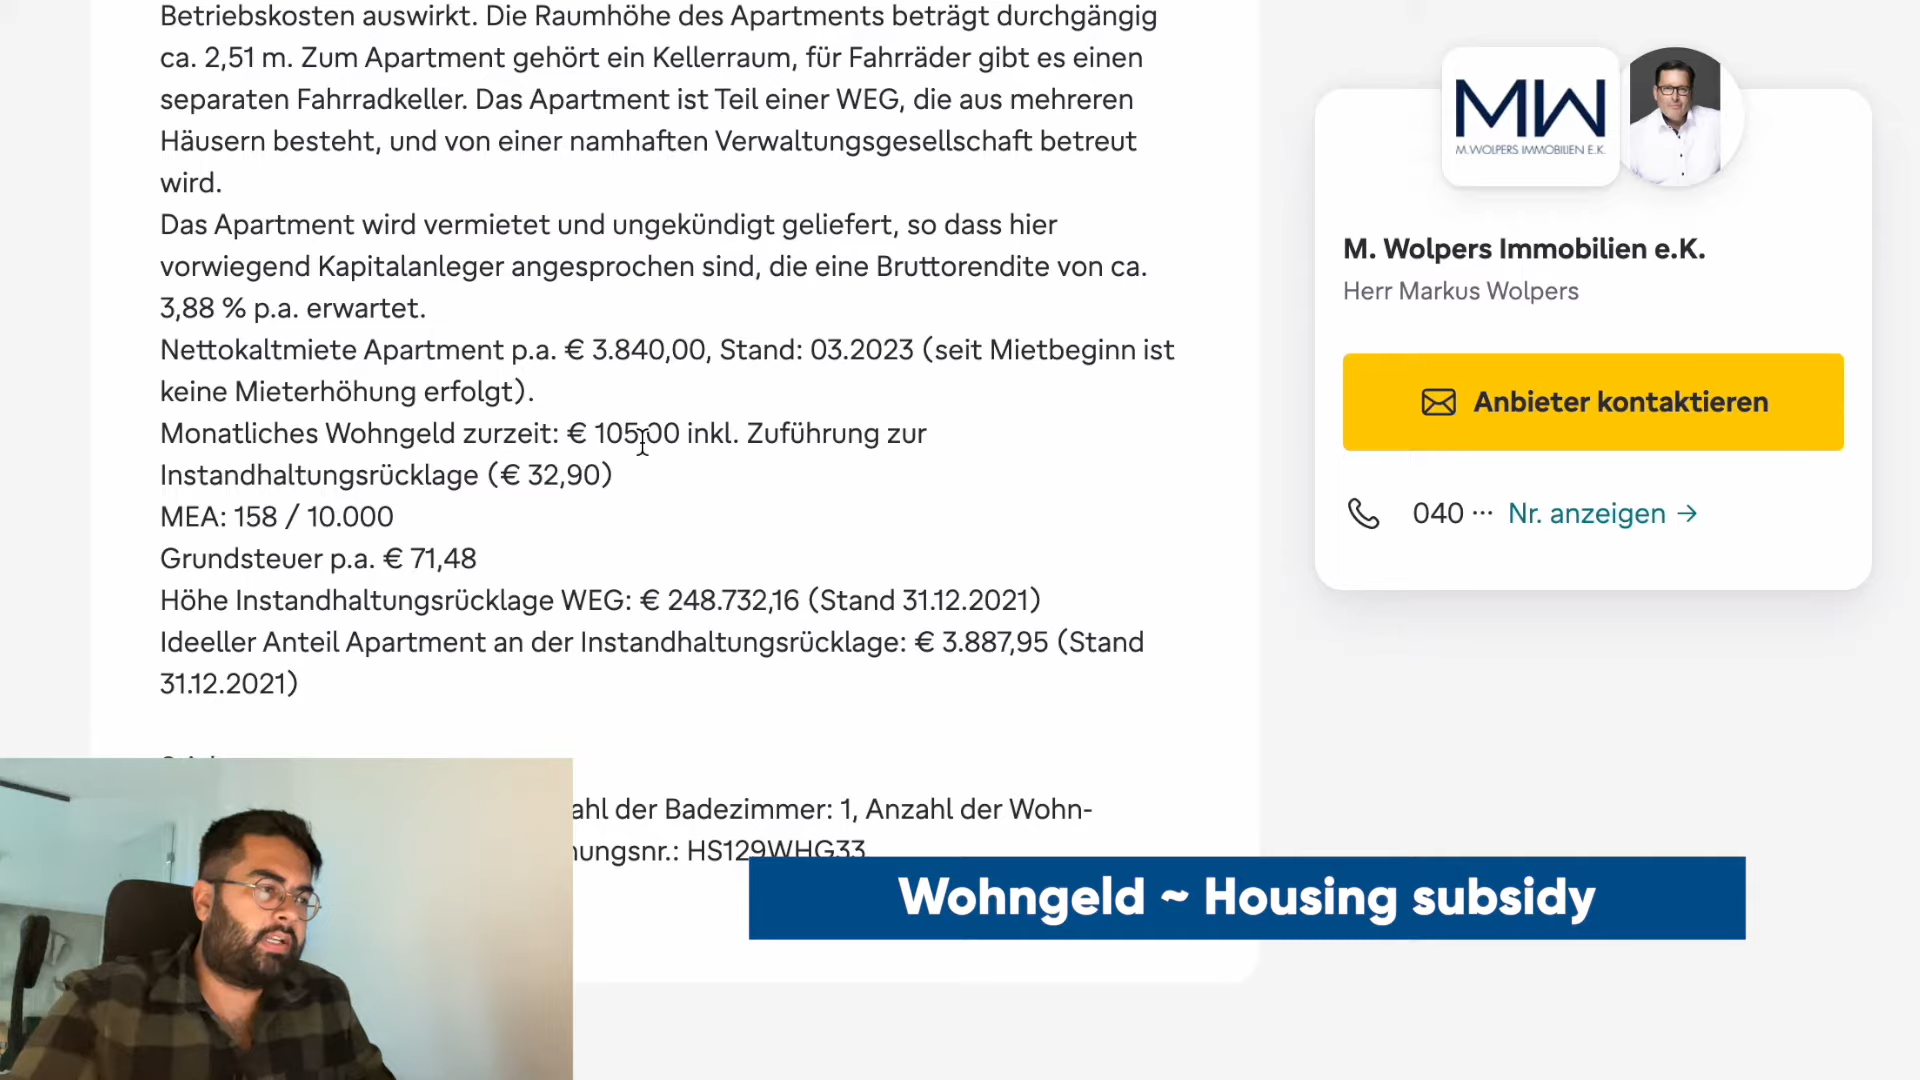 Betriebskosten auswirkt. Die Raumhöhe des Apartments beträgt durchgängig
ca. 2,51 m. Zum Apartment gehört ein Kellerraum, für Fahrräder gibt es einen
separaten Fahrradkeller. Das Apartment ist Teil einer WEG, die aus mehreren
Häusern besteht, und von einer namhaften Verwaltungsgesellschaft betreut
wird.
Das Apartment wird vermietet und ungekündigt geliefert, so dass hier
vorwiegend Kapitalanleger angesprochen sind, die eine Bruttorendite von ca.
3,88 % p.a. erwartet.
Nettokaltmiete Apartment p.a. € 3.840,00, Stand: 03.2023 (seit Mietbeginn ist
keine Mieterhöhung erfolgt).
Monatliches Wohngeld zurzeit: € 105,00 inkl. Zuführung zur
Instandhaltungsrücklage (€ 32,90)
MEA: 158 / 10.000
Grundsteuer p.a. € 71,48
Höhe Instandhaltungsrücklage WEG: € 248.732,16 (Stand 31.12.2021)
Ideeller Anteil Apartment an der Instandhaltungsrücklage: € 3.887,95 (Stand
31.12.2021)
ahl der Badezimmer: 1, Anzahl der Wohn-
nungsnr.: HS129WHG33
MW
M.WOLPERS IMMOBILIEN E.K.
M. Wolpers Immobilien e.K.
Herr Markus Wolpers
Anbieter kontaktieren
040 ··· Nr. anzeigen →
Wohngeld ~ Housing subsidy